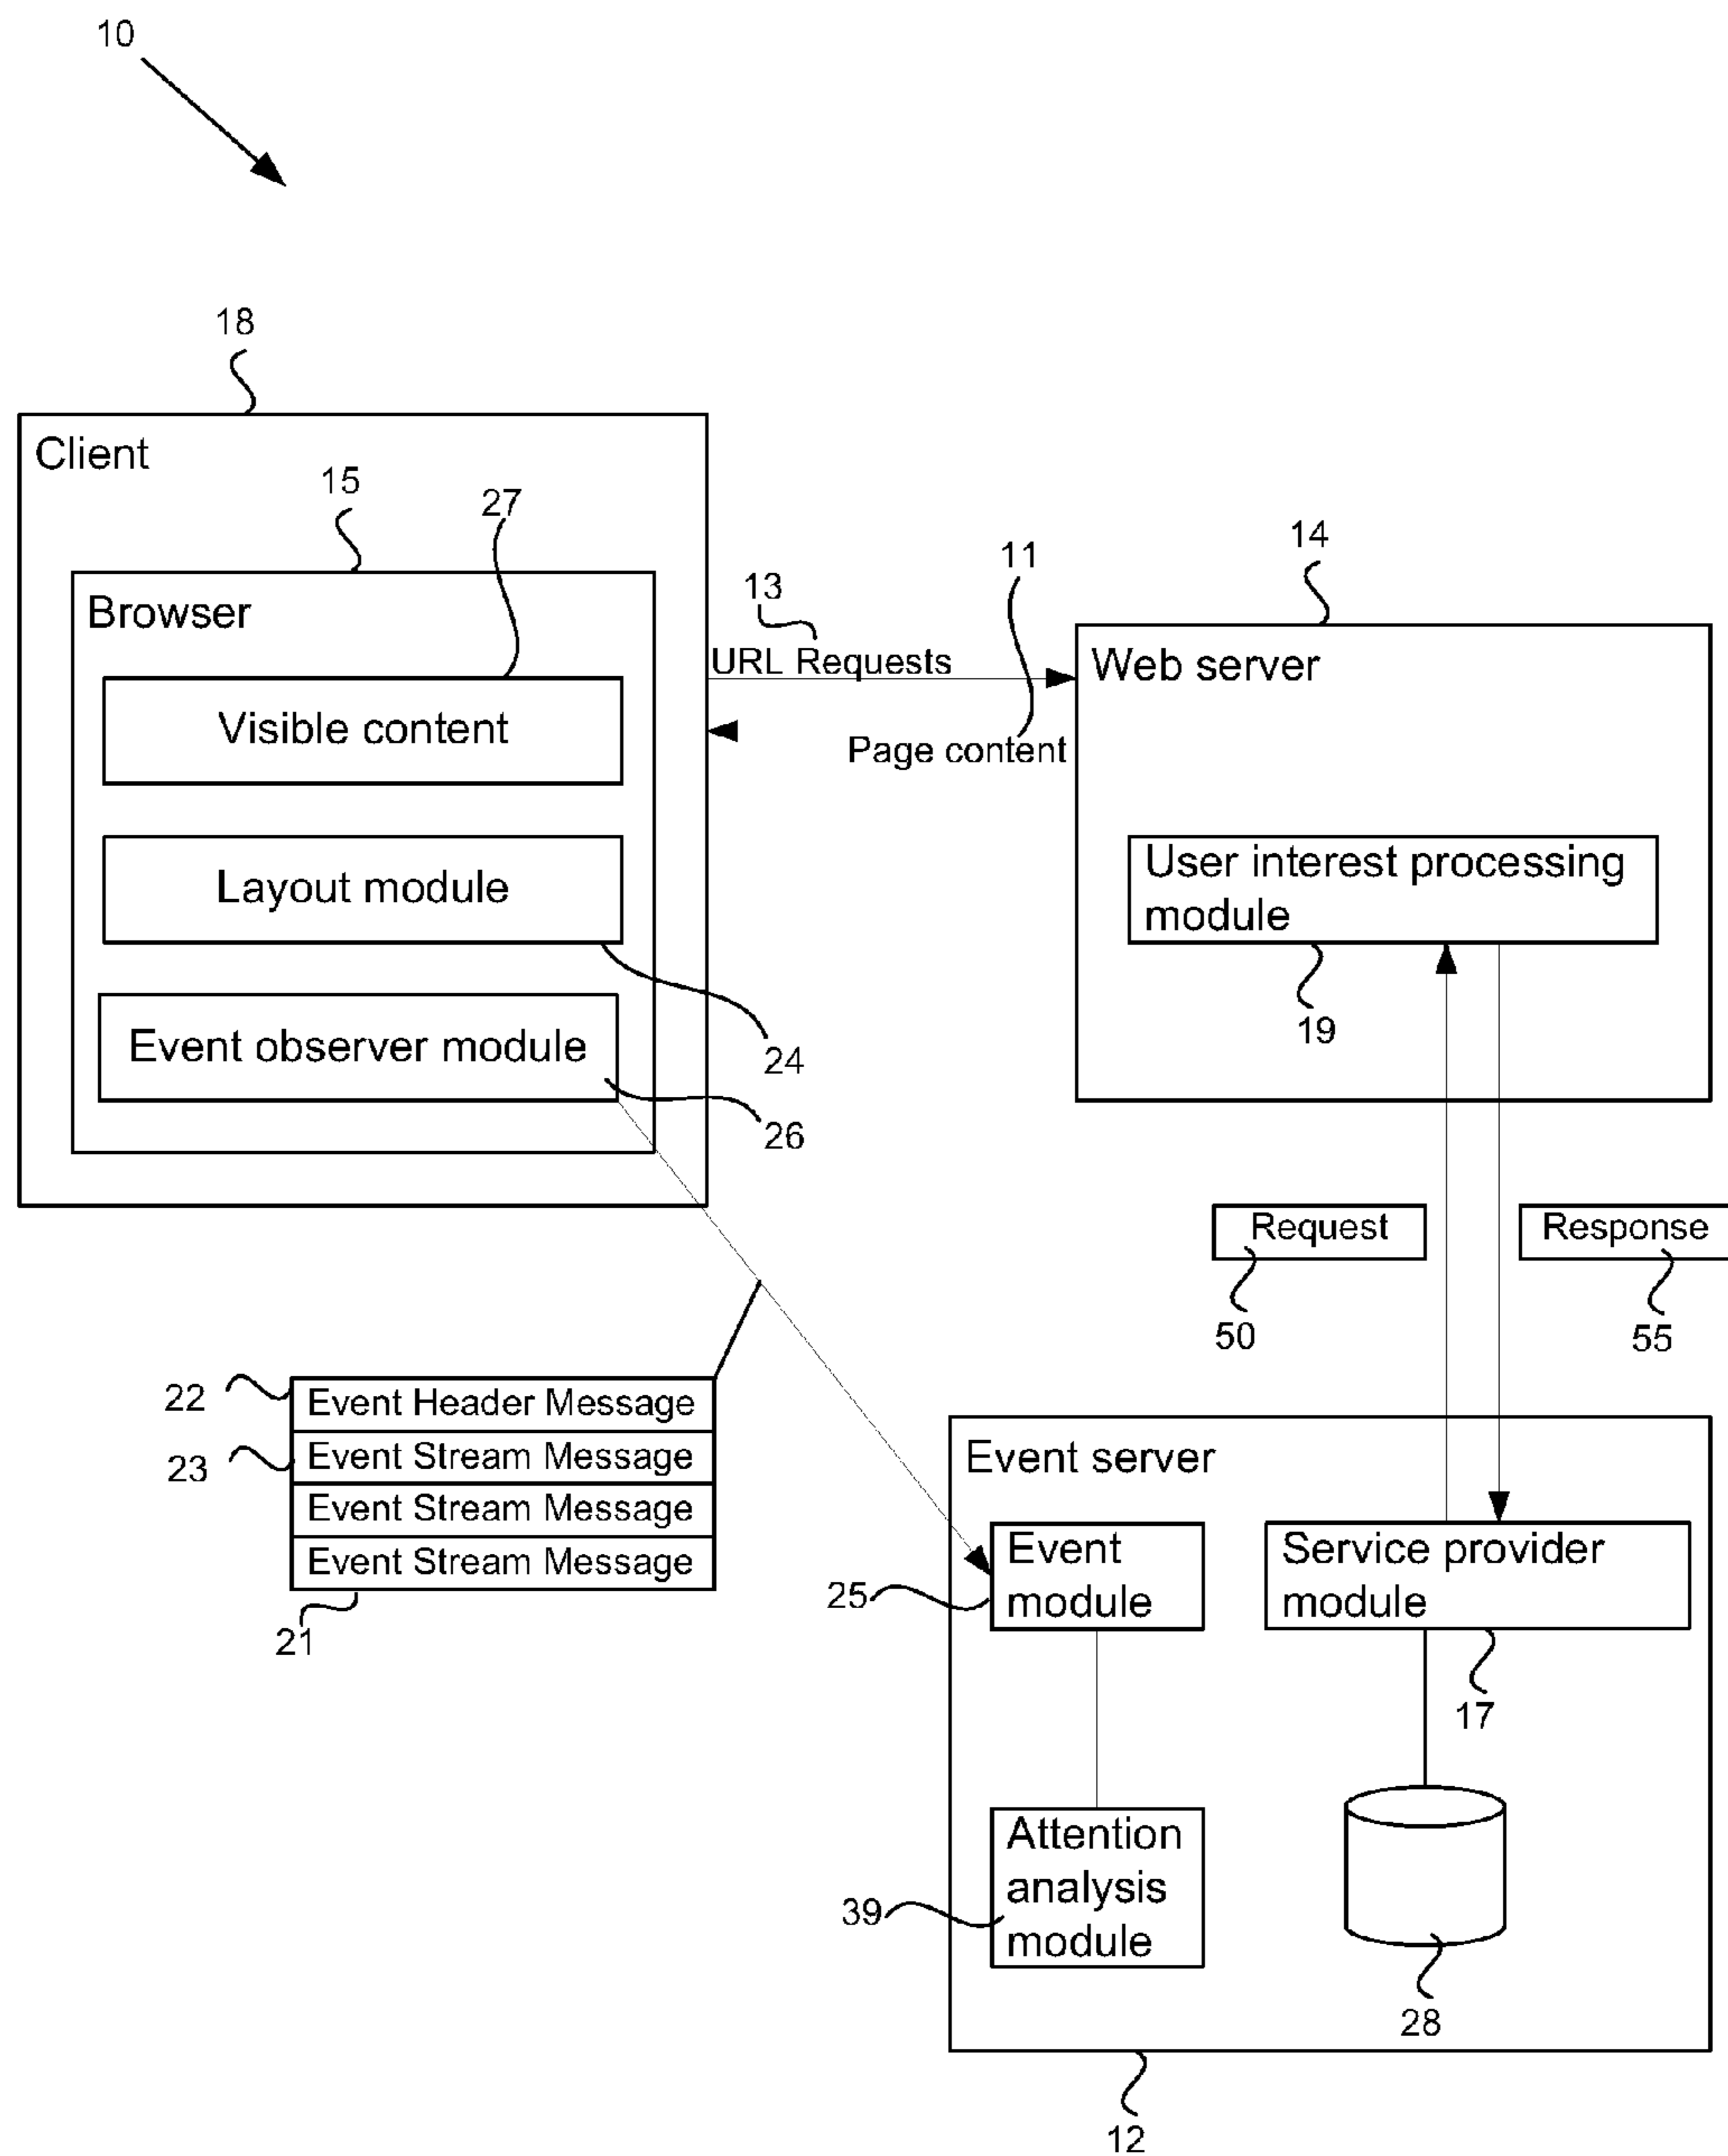 10
18
Client
15
27
Browser
Visible content
Layout module
Event observer module
24
26
13
URL Requests
11
Page content
14
Web server
User interest processing
module
19
Request
50
Response
55
22
Event Header Message
23
Event Stream Message
Event Stream Message
Event Stream Message
21
Event server
25
Event
module
Service provider
module
17
39
Attention
analysis
module
28
12